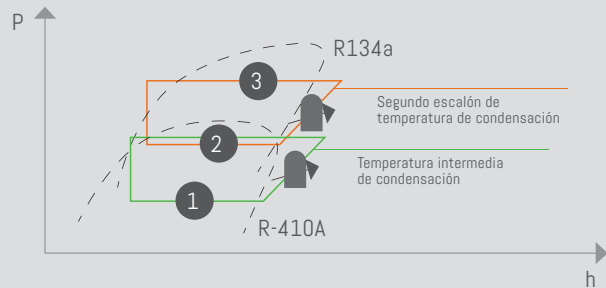 P
R134a
3
Segundo escalón de
temperatura de condensación
2
Temperatura intermedia
de condensación
1
R-410A
h